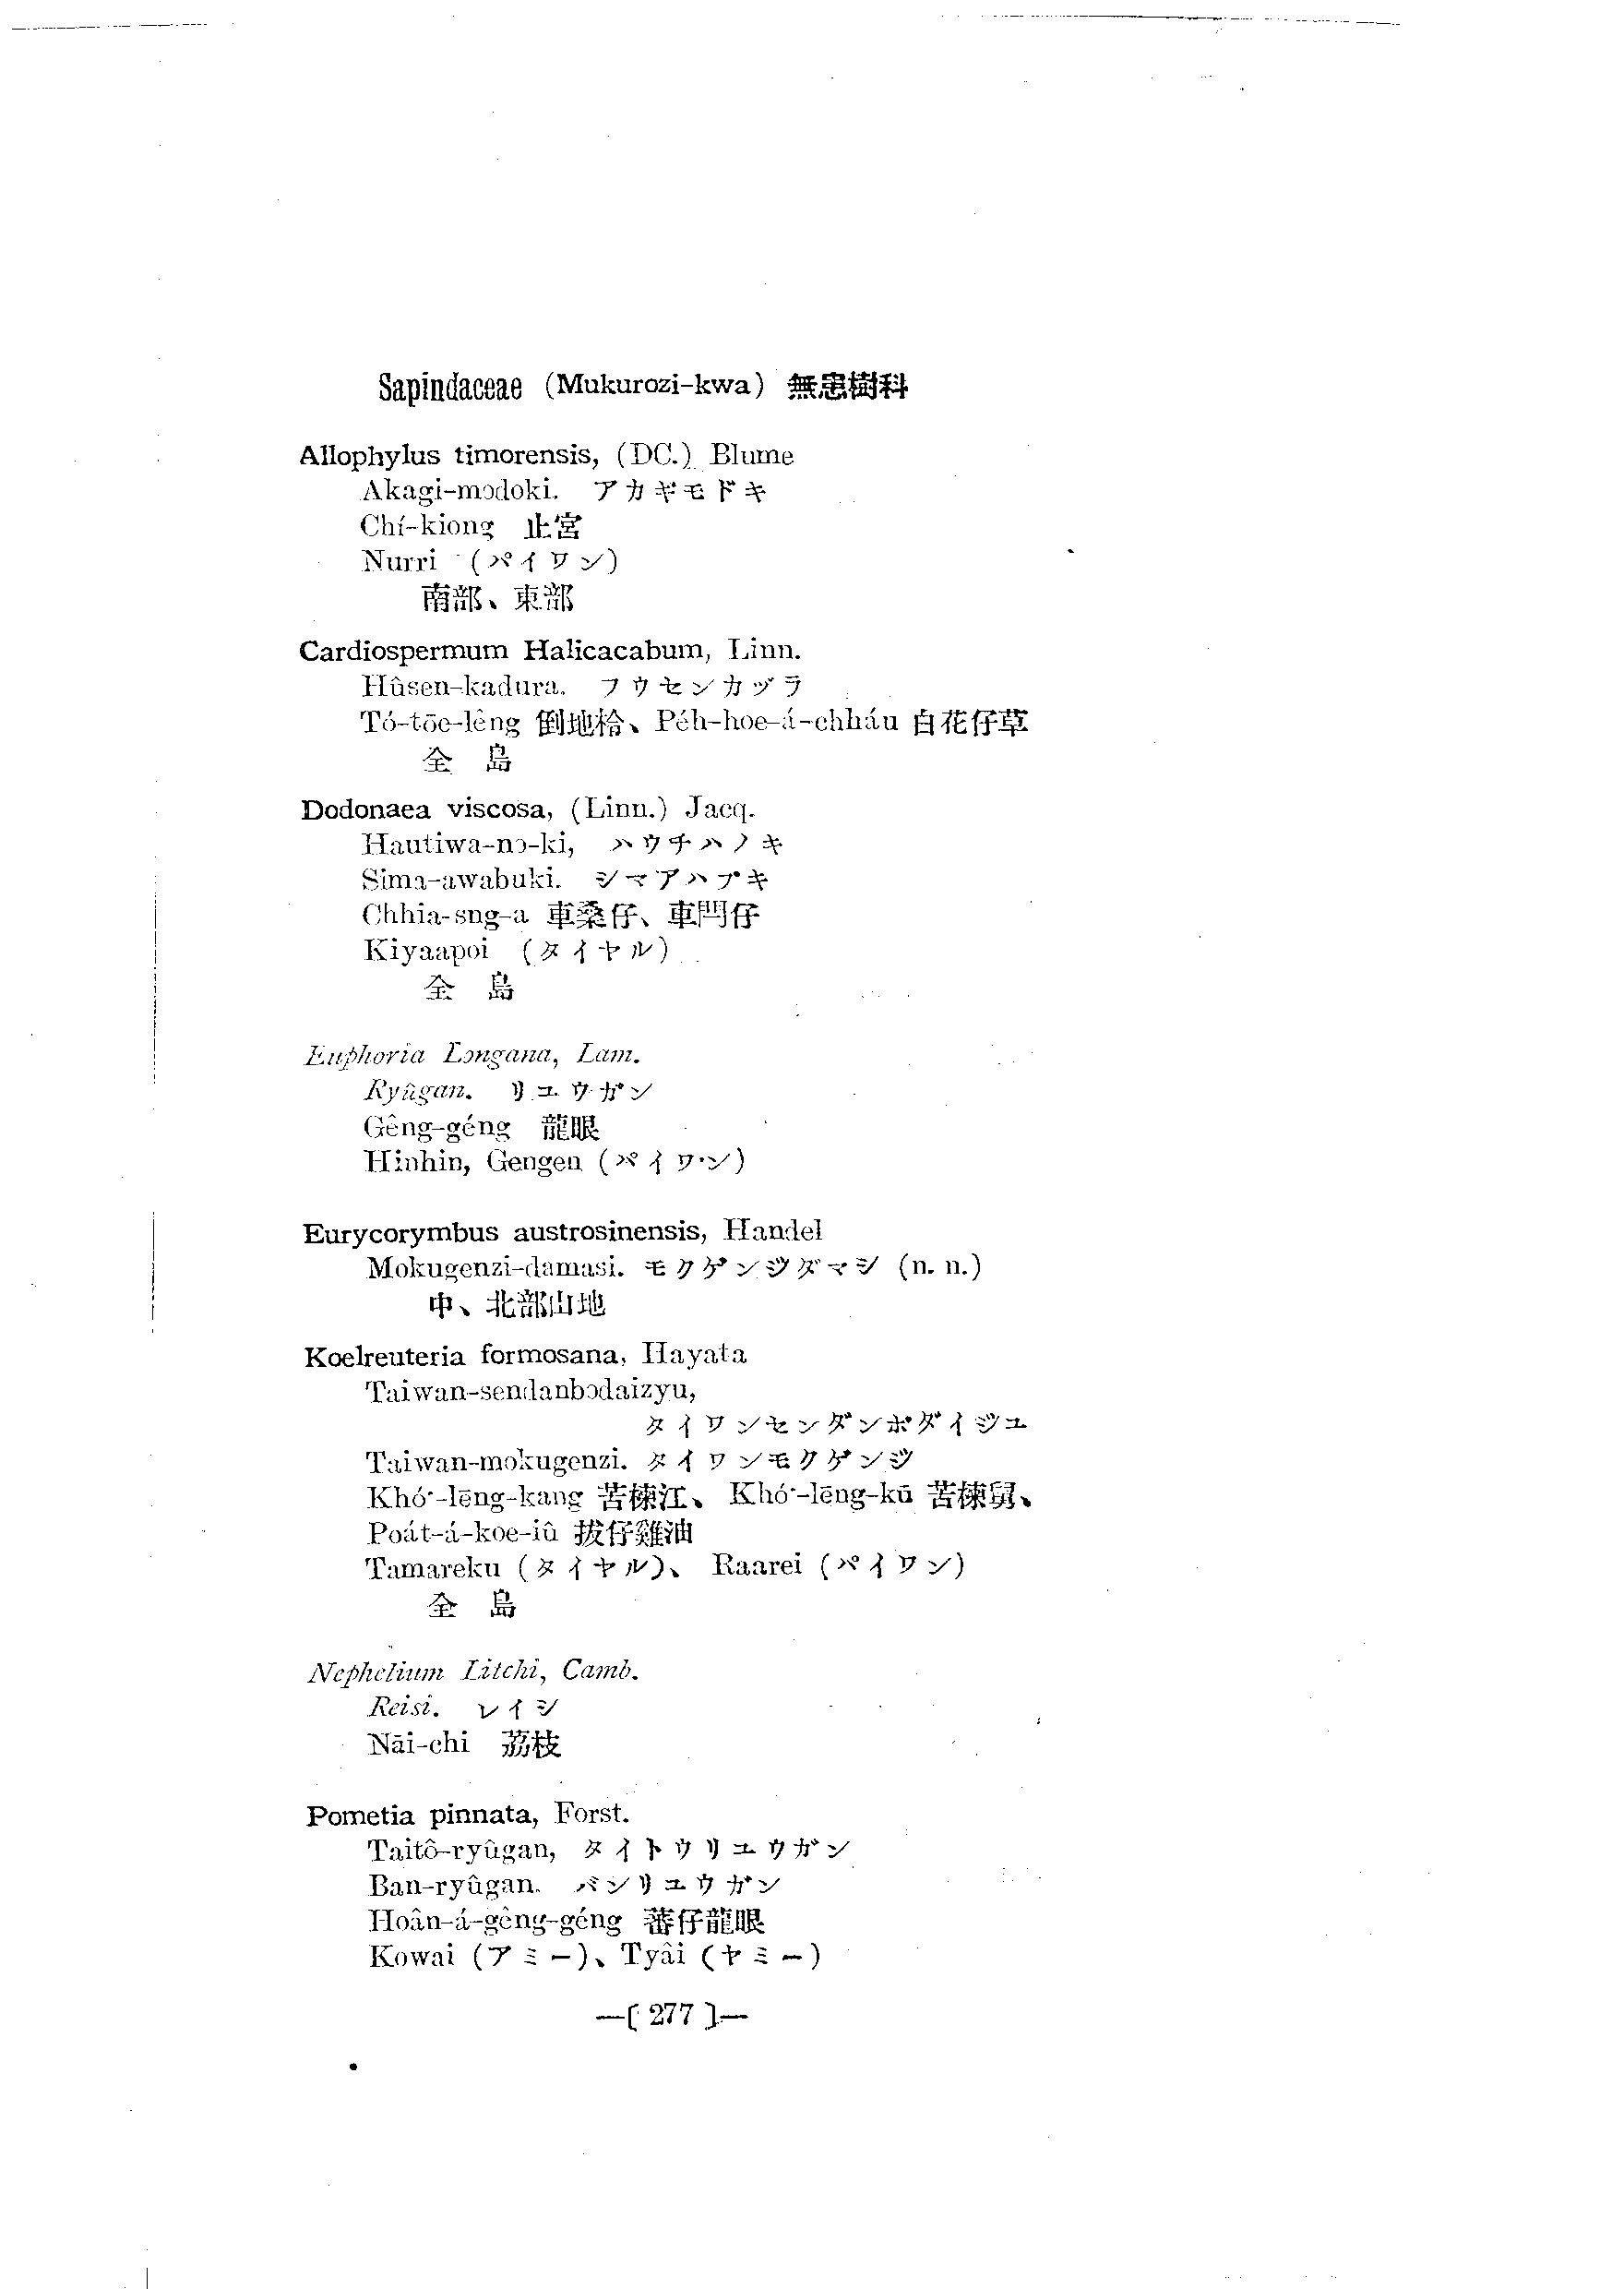 Sapindaceae (Mukurozi-kwa) 無患樹科
Allophylus timorensis, (DC.) Blume
Akagi-modoki. アカギモドキ
Chí-kiong 止宮
Nurri (パイワン)
南部、東部
Cardiospermum Halicacabum, Linn.
Hûsen-kadura. フウセンカヅラ
Tó-tōe-lêng 倒地柃、Pe̍h-hoe-á-chháu 白花仔草
全 島
Dodonaea viscosa, (Linn.) Jacq.
Hautiwa-no-ki, ハウチハノキ
Sima-awabuki. シマアハブキ
Chhia-sng-a 車桑仔、車閂仔
Kiyaapoi (タイヤル)
全 島
Euphoria Longana, Lam.
Ryûgan. リュウガン
Gêng-géng 龍眼
Hinhin, Gengen (パイワン)
Eurycorymbus austrosinensis, Handel
Mokugenzi-damasi. モクゲンジダマシ (n. n.)
中、北部山地
Koelreuteria formosana, Hayata
Taiwan-sendanbodaizyu,
タイワンセンダンボダイジュ
Taiwan-mokugenzi. タイワンモクゲンジ
Khó͘-lēng-kang 苦楝江、Khó͘-lēng-kū 苦楝舅、
Poa̍t-á-koe-iû 拔仔雞油
Tamareku (タイヤル)、Raarei (パイワン)
全 島
Nephelium Litchi, Camb.
Reisi. レイシ
Nāi-chi 茘枝
Pometia pinnata, Forst.
Taitô-ryûgan, タイトウリュウガン
Ban-ryûgan. バンリュウガン
Hoân-á-gêng-géng 蕃仔龍眼
Kowai (アミー)、Tyâi (ヤミー)
—( 277 )—